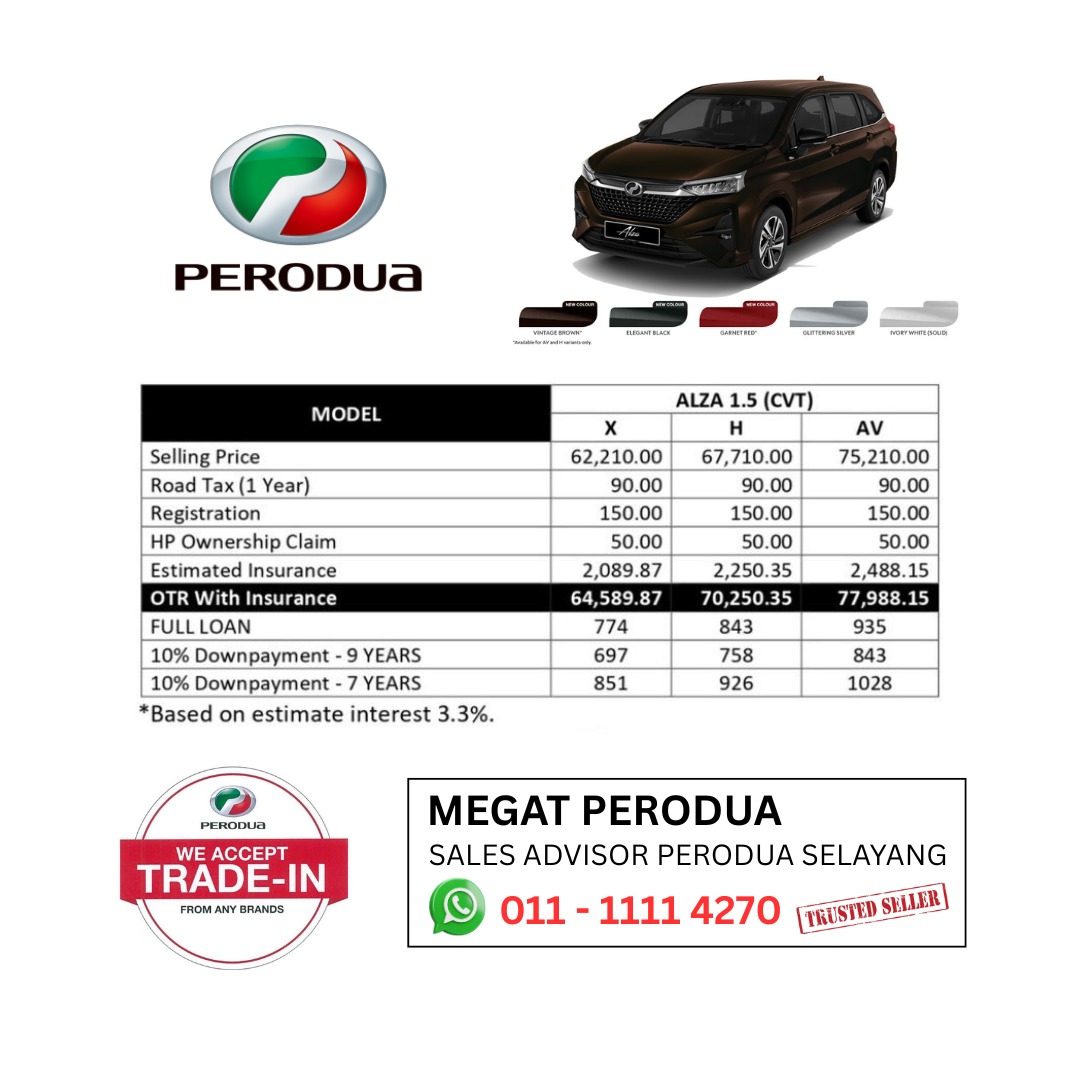 PERODUA
Alza
NEW COLOUR
NEW COLOUR
NEW COLOUR
VINTAGE BROWN* ELEGANT BLACK GARNET RED* GLITTERING SILVER IVORY WHITE (SOLID)
*Available for AV and H variants only.
MODEL ALZA 1.5 (CVT)
X H AV
Selling Price 62,210.00 67,710.00 75,210.00
Road Tax (1 Year) 90.00 90.00 90.00
Registration 150.00 150.00 150.00
HP Ownership Claim 50.00 50.00 50.00
Estimated Insurance 2,089.87 2,250.35 2,488.15
OTR With Insurance 64,589.87 70,250.35 77,988.15
FULL LOAN 774 843 935
10% Downpayment - 9 YEARS 697 758 843
10% Downpayment - 7 YEARS 851 926 1028
*Based on estimate interest 3.3%.
PERODUA
WE ACCEPT
TRADE-IN
FROM ANY BRANDS
MEGAT PERODUA
SALES ADVISOR PERODUA SELAYANG
011 - 1111 4270
TRUSTED SELLER